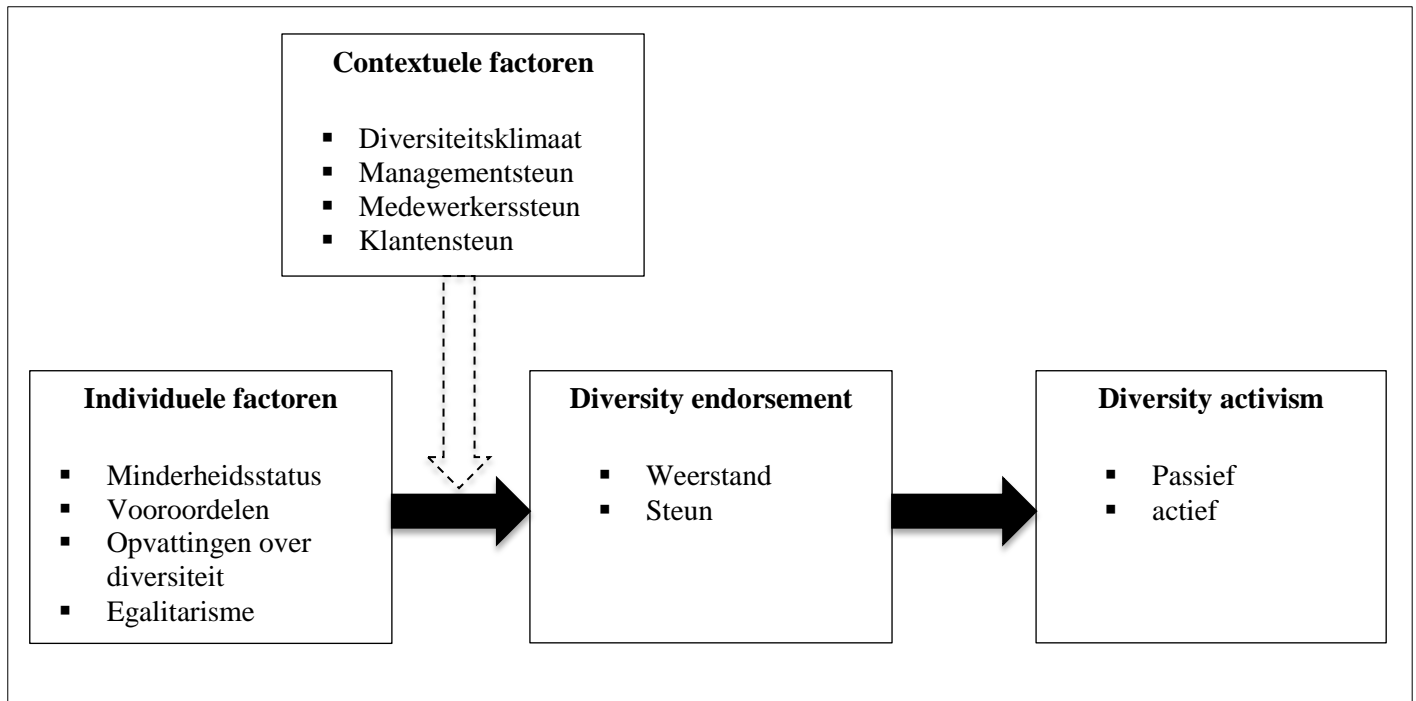 Contextuele factoren
▪ Diversiteitsklimaat
▪ Managementsteun
▪ Medewerkerssteun
▪ Klantensteun
Individuele factoren
▪ Minderheidsstatus
▪ Vooroordelen
▪ Opvattingen over
diversiteit
▪ Egalitarisme
Diversity endorsement
▪ Weerstand
▪ Steun
Diversity activism
▪ Passief
▪ actief